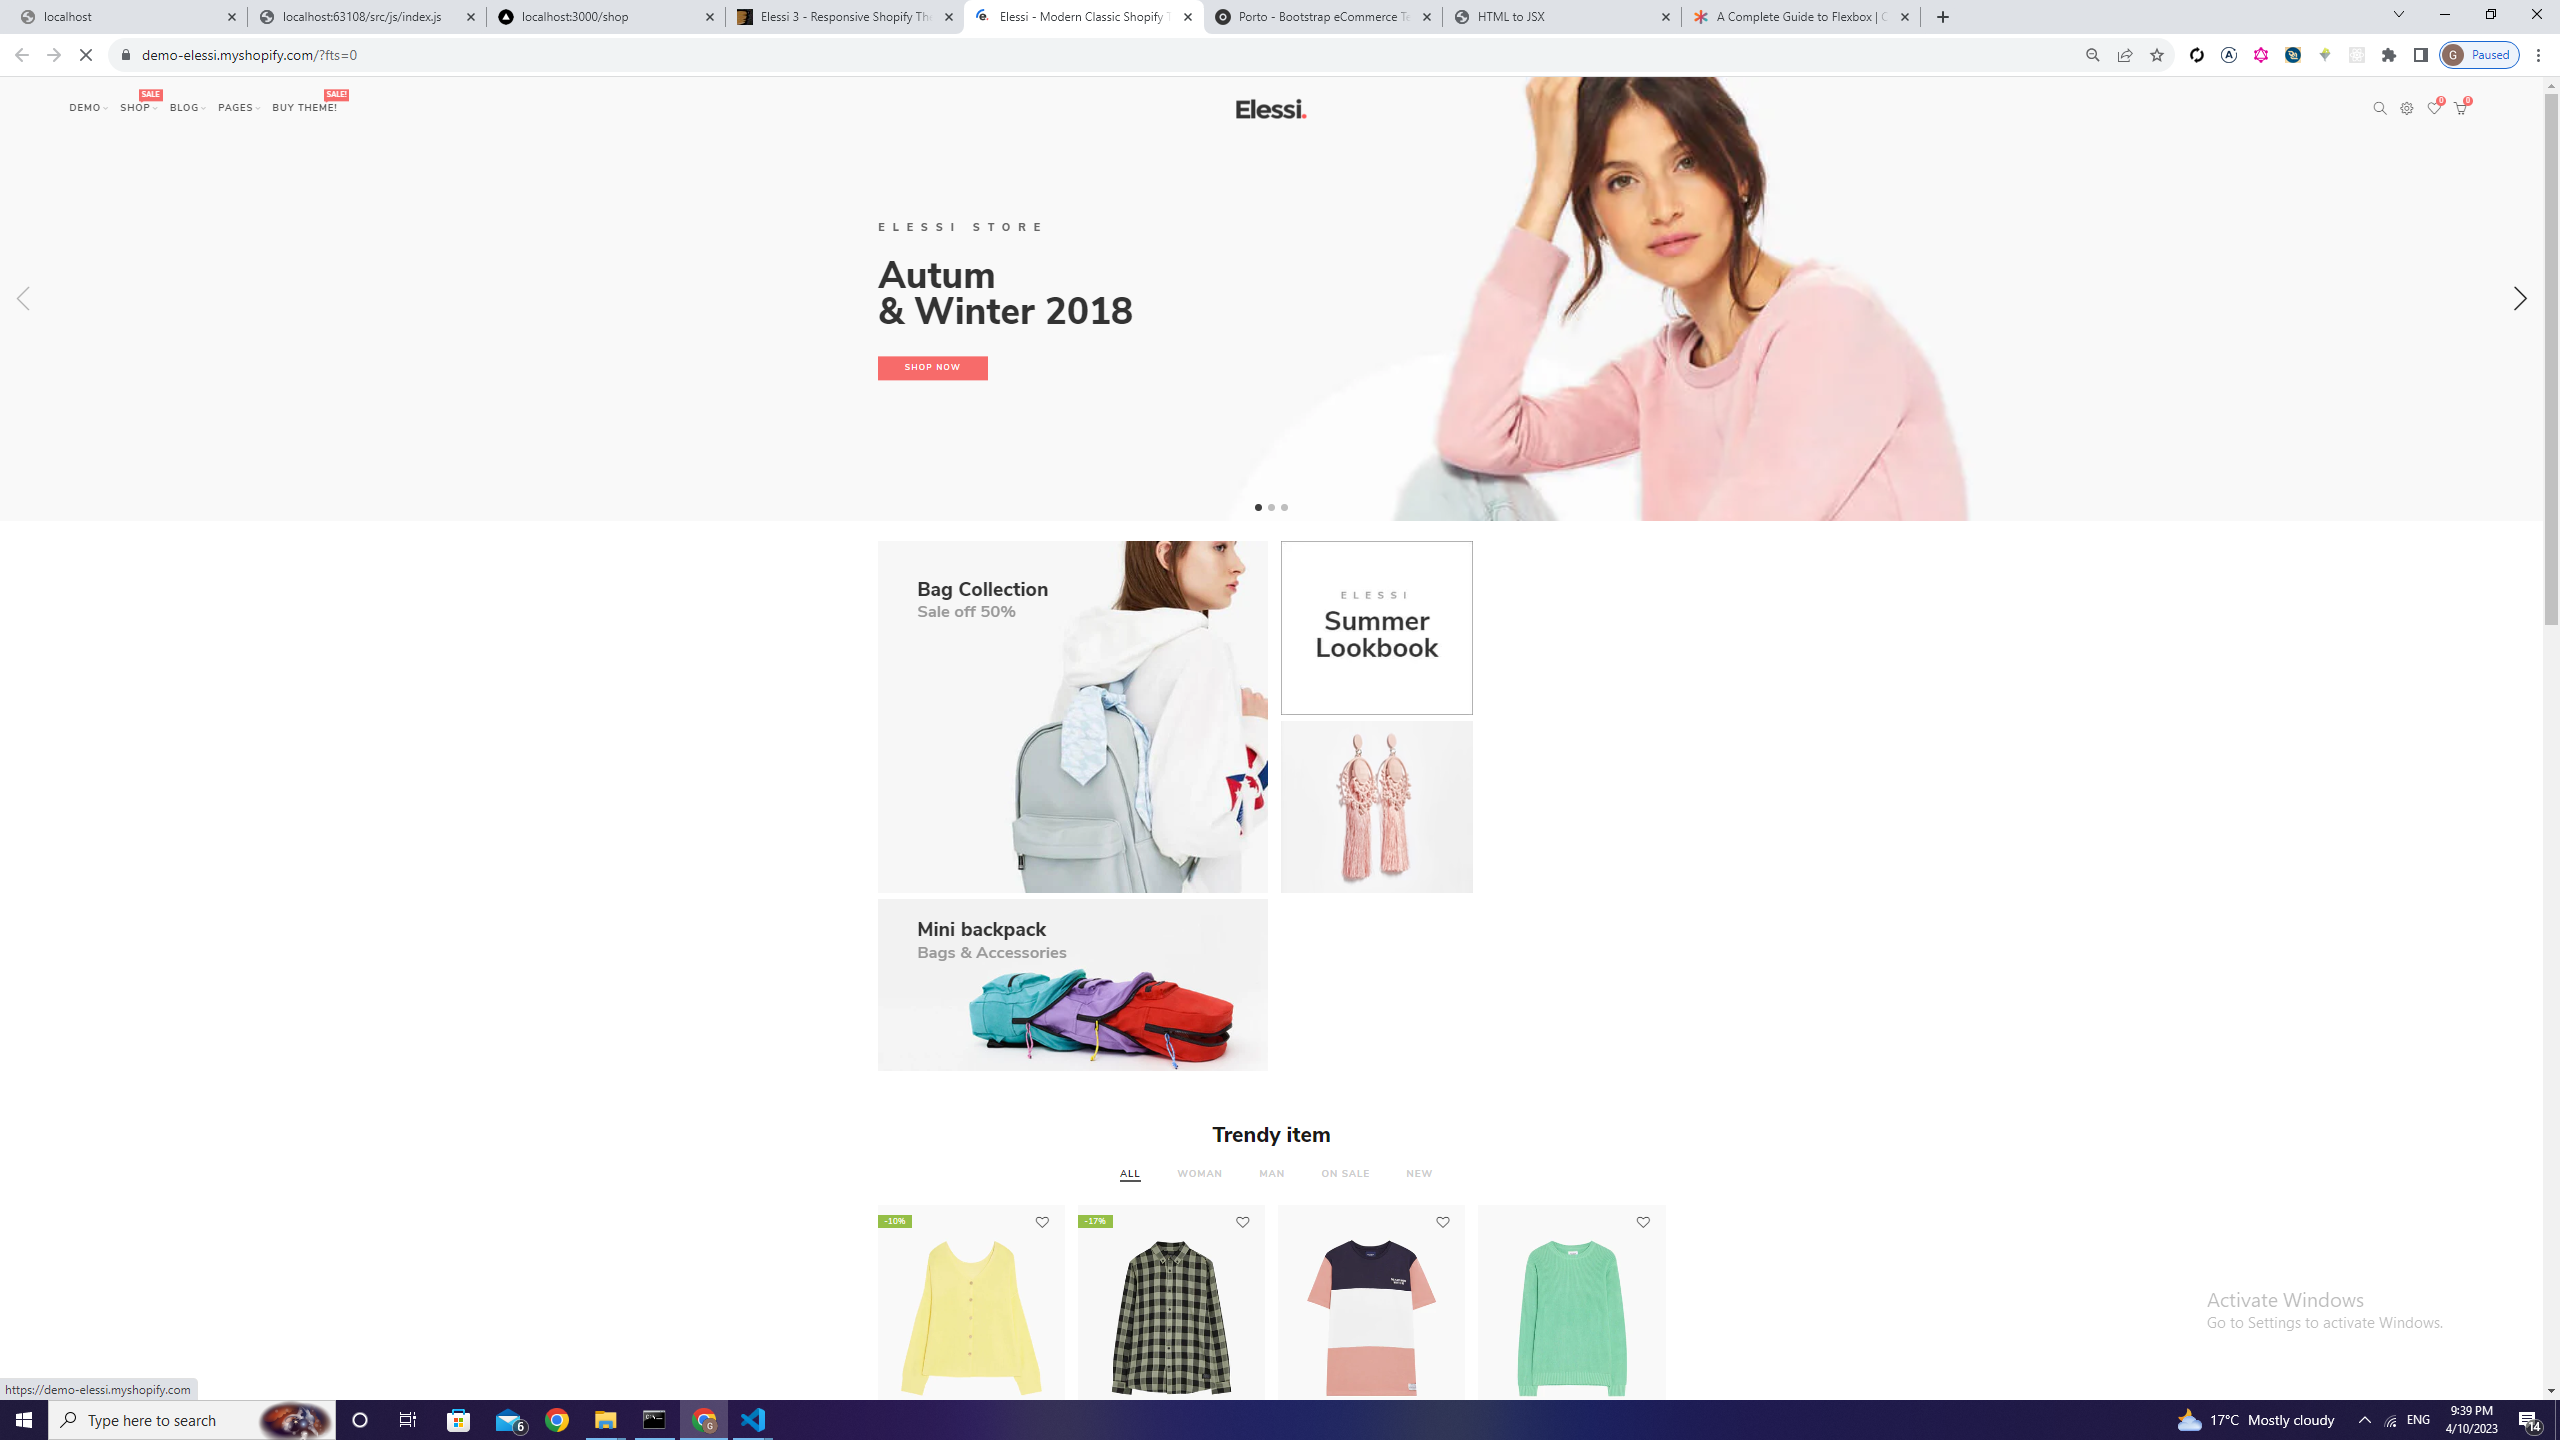 localhost
localhost:63108/src/js/index.js
localhost:3000/shop
Elessi 3 - Responsive Shopify The
Elessi - Modern Classic Shopify T
Porto - Bootstrap eCommerce Te
HTML to JSX
A Complete Guide to Flexbox | C
demo-elessi.myshopify.com/?fts=0
G Paused
SALE SALE!
DEMO SHOP BLOG PAGES BUY THEME!
Elessi.
0 0
ELESSI STORE
Autum
& Winter 2018
SHOP NOW
Bag Collection
Sale off 50%
ELESSI
Summer
Lookbook
Mini backpack
Bags & Accessories
Trendy item
ALL WOMAN MAN ON SALE NEW
-10%
-17%
Activate Windows
Go to Settings to activate Windows.
https://demo-elessi.myshopify.com
Type here to search
6
G
17°C Mostly cloudy
ENG
9:39 PM
4/10/2023
14